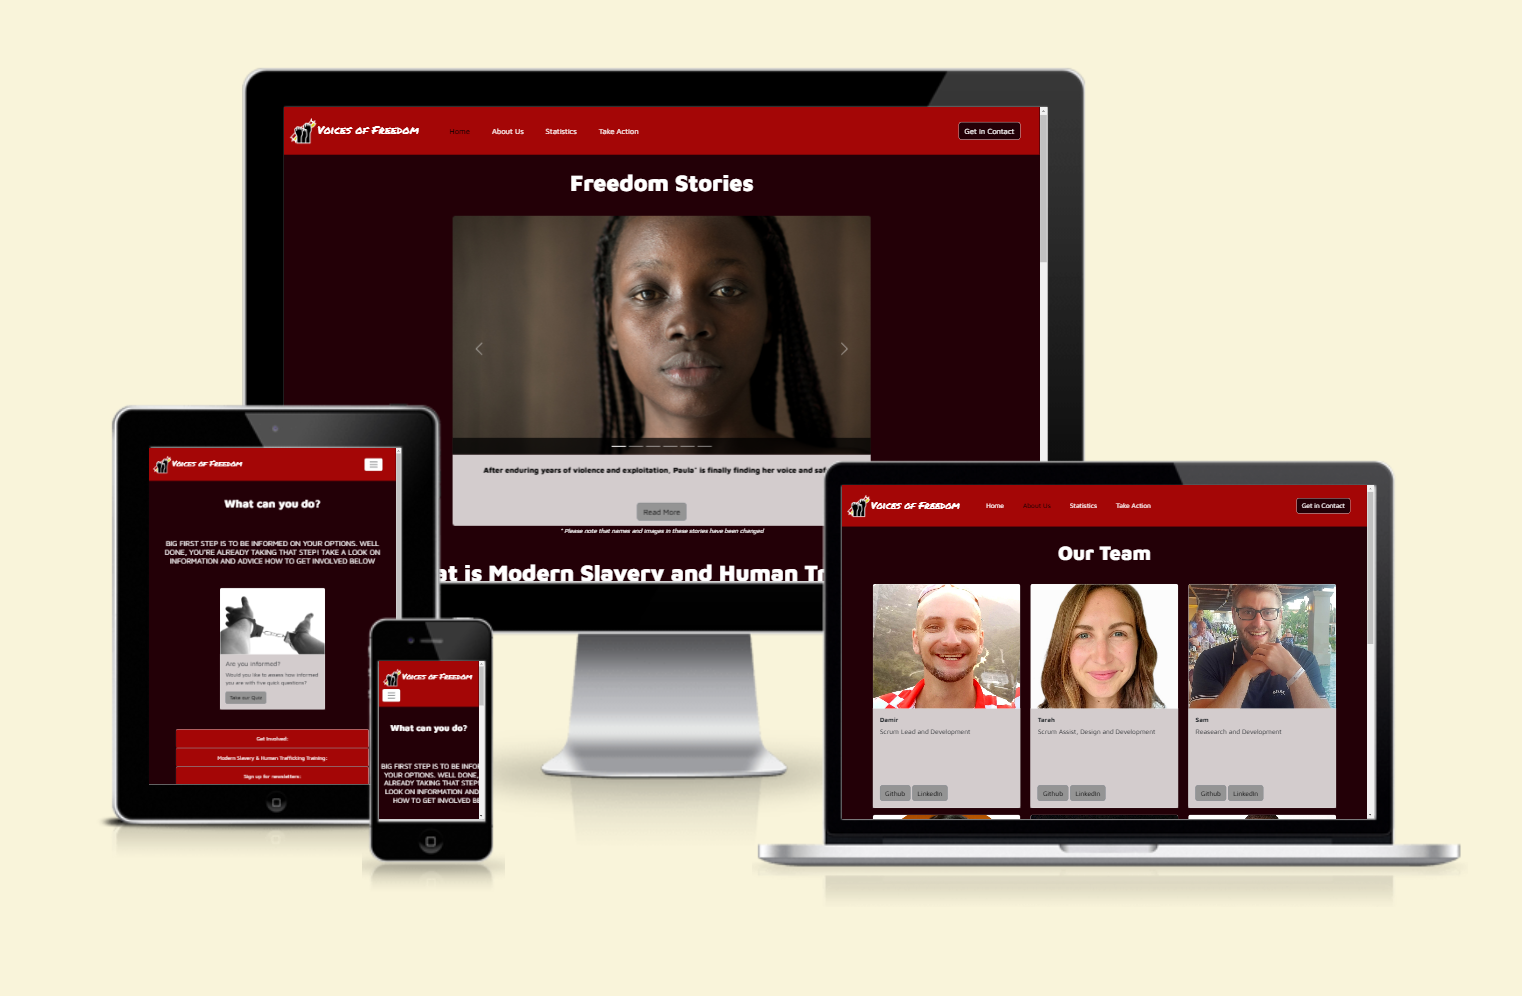 Voices of Freedom
Home
About Us
Statistics
Take Action
Get in Contact
Freedom Stories
After enduring years of violence and exploitation, Paula* is finally finding her voice and saf
Read More
* Please note that names and images in these stories have been changed
at is Modern Slavery and Human Tr
Voices of Freedom
What can you do?
BIG FIRST STEP IS TO BE INFORMED ON YOUR OPTIONS. WELL
DONE, YOU'RE ALREADY TAKING THAT STEP! TAKE A LOOK ON
INFORMATION AND ADVICE HOW TO GET INVOLVED BELOW
Are you informed?
Would you like to assess how informed
you are with five quick questions?
Take our Quiz
Get Involved:
Modern Slavery & Human Trafficking Training:
Sign up for newsletters:
Voices of Freedom
What can you do?
BIG FIRST STEP IS TO BE INFOR
YOUR OPTIONS. WELL DONE,
ALREADY TAKING THAT STEP!
LOOK ON INFORMATION AND
HOW TO GET INVOLVED BE
Voices of Freedom
Home
About Us
Statistics
Take Action
Get in Contact
Our Team
Damir
Scrum Lead and Development
Github
LinkedIn
Tarah
Scrum Assist, Design and Development
Github
LinkedIn
Sam
Reasearch and Development
Github
LinkedIn